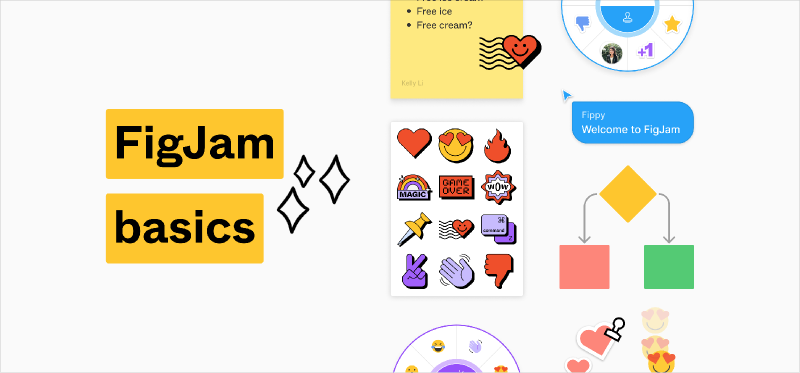 FigJam
basics
Free ice
Free cream?
Kelly Li
+1
Fippy
Welcome to FigJam
MAGIC
GAME
OVER
WOW
⌘
command
Z